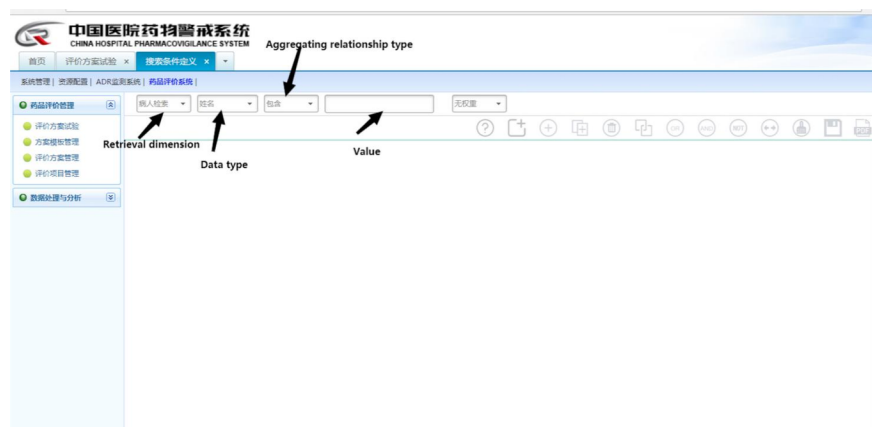 中国医院药物警戒系统
CHINA HOSPITAL PHARMACOVIGILANCE SYSTEM
Aggregating relationship type
首页 评价方案试验 × 搜索条件定义 ×
系统管理| 资源配置| ADR监测系统| 药品评价系统|
药品评价管理
病人检索 姓名 包含 无权重
评价方案试验
方案模板管理
评价方案管理
评价项目管理
Retrieval dimension
Data type
Value
OR AND NOT
数据处理与分析